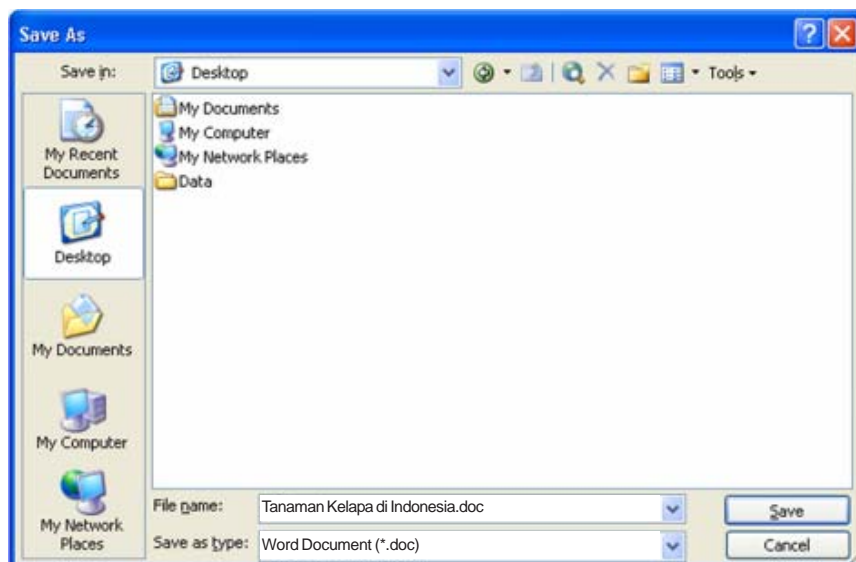 Save As
Save in:
Desktop
Tools
My Recent
Documents
Desktop
My Documents
My Computer
My Network
Places
My Documents
My Computer
My Network Places
Data
File name:
Tanaman Kelapa di Indonesia.doc
Save
Save as type:
Word Document (*.doc)
Cancel